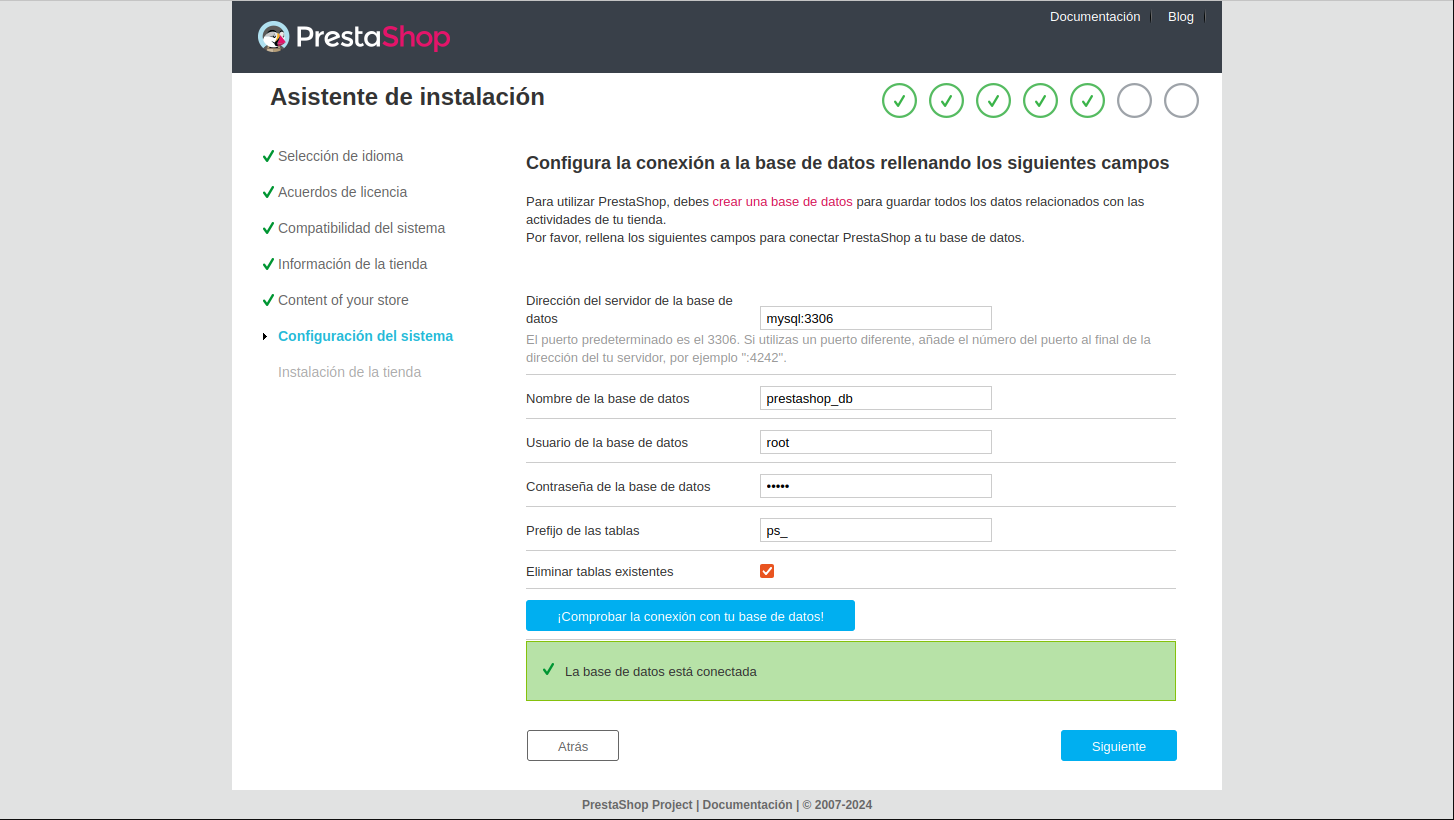 Documentación
Blog
PrestaShop
Asistente de instalación
Selección de idioma
Acuerdos de licencia
Compatibilidad del sistema
Información de la tienda
Content of your store
Configuración del sistema
Instalación de la tienda
Configura la conexión a la base de datos rellenando los siguientes campos
Para utilizar PrestaShop, debes crear una base de datos para guardar todos los datos relacionados con las
actividades de tu tienda.
Por favor, rellena los siguientes campos para conectar PrestaShop a tu base de datos.
Dirección del servidor de la base de
datos
mysql:3306
El puerto predeterminado es el 3306. Si utilizas un puerto diferente, añade el número del puerto al final de la
dirección del tu servidor, por ejemplo ":4242".
Nombre de la base de datos
prestashop_db
Usuario de la base de datos
root
Contraseña de la base de datos
•••••
Prefijo de las tablas
ps_
Eliminar tablas existentes
¡Comprobar la conexión con tu base de datos!
La base de datos está conectada
Atrás
Siguiente
PrestaShop Project | Documentación | © 2007-2024